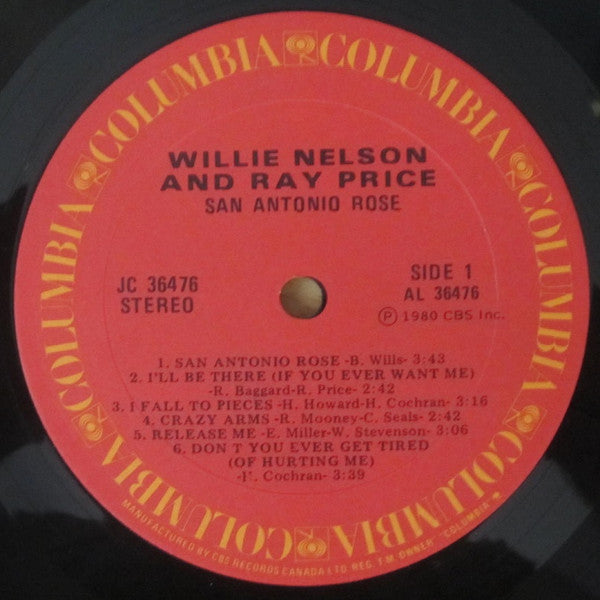 COLUMBIA COLUMBIA COLUMBIA COLUMBIA COLUMBIA COLUMBIA
WILLIE NELSON
AND RAY PRICE
SAN ANTONIO ROSE
JC 36476
STEREO
SIDE 1
AL 36476
Ⓟ 1980 CBS Inc.
1. SAN ANTONIO ROSE -B. Wills- 3:43
2. I'LL BE THERE (IF YOU EVER WANT ME)
-R. Baggard-R. Price- 2:42
3. I FALL TO PIECES -H. Howard-H. Cochran- 3:16
4. CRAZY ARMS -R. Mooney-C. Seals- 2:42
5. RELEASE ME -E. Miller-W. Stevenson- 3:06
6. DON T YOU EVER GET TIRED
(OF HURTING ME)
Cochran- 3:39
MANUFACTURED BY CBS RECORDS CANADA LTD REG. T.M. OWNER "COLUMBIA"